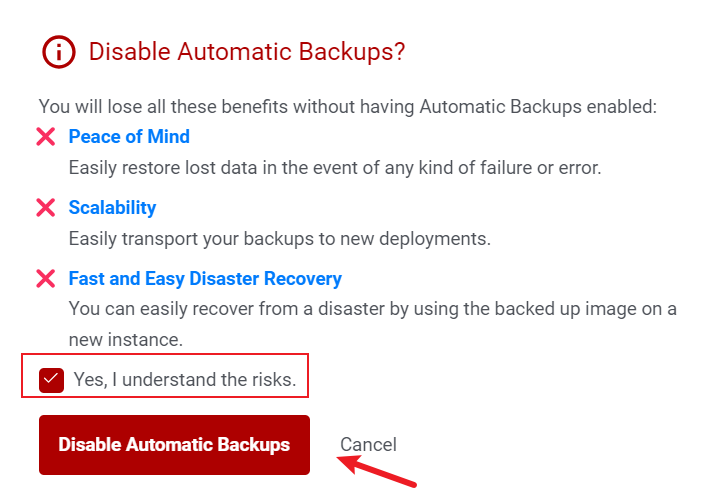 Disable Automatic Backups?
You will lose all these benefits without having Automatic Backups enabled:
Peace of Mind
Easily restore lost data in the event of any kind of failure or error.
Scalability
Easily transport your backups to new deployments.
Fast and Easy Disaster Recovery
You can easily recover from a disaster by using the backed up image on a
new instance.
Yes, I understand the risks.
Disable Automatic Backups
Cancel